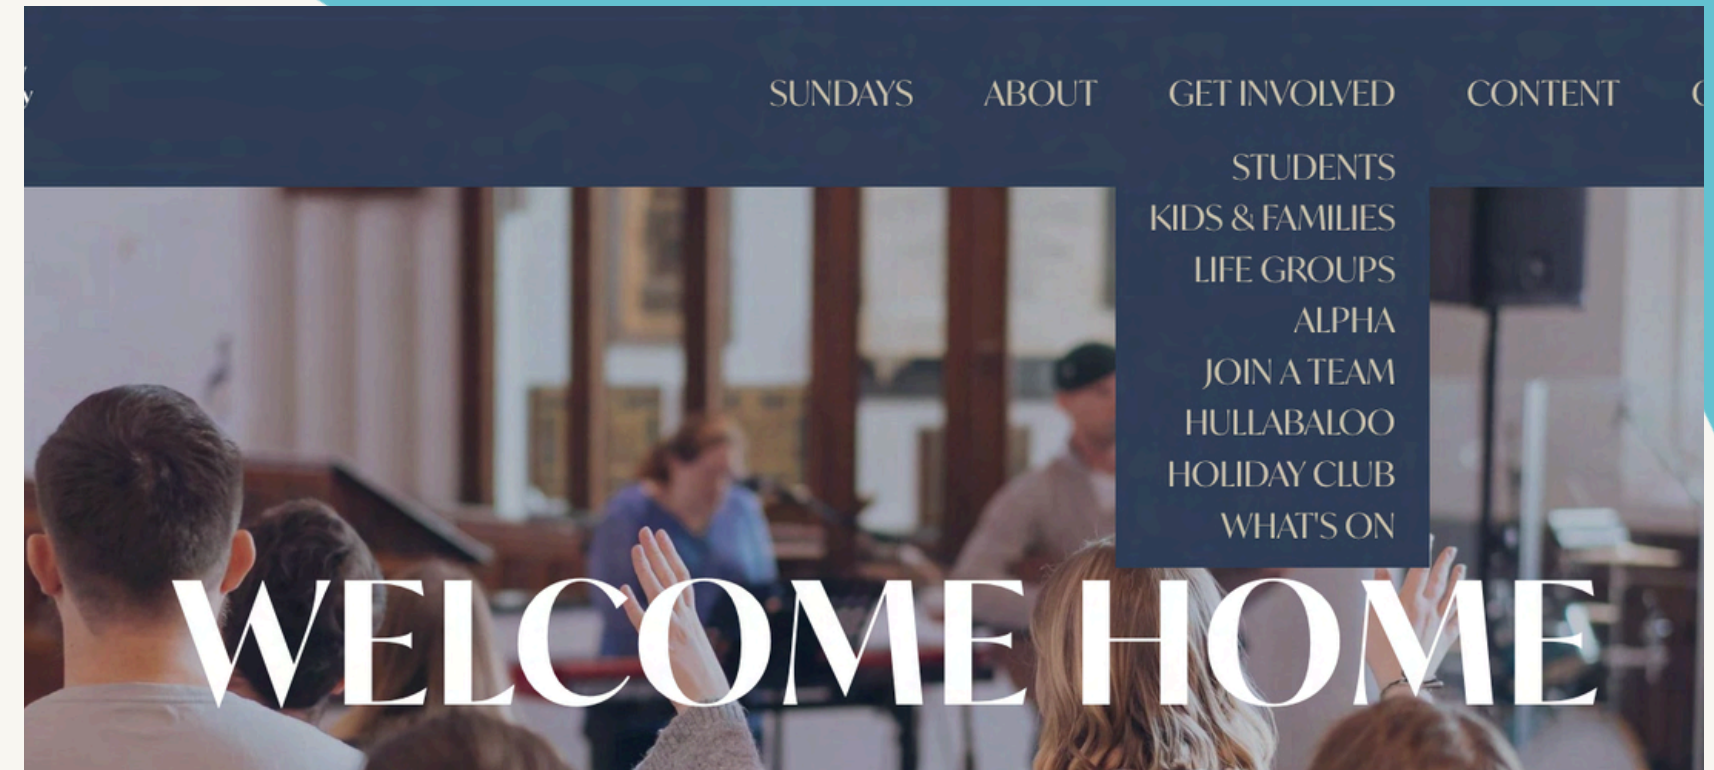 SUNDAYS ABOUT GET INVOLVED CONTENT
STUDENTS
KIDS & FAMILIES
LIFE GROUPS
ALPHA
JOIN A TEAM
HULLABALOO
HOLIDAY CLUB
WHAT'S ON
WELCOME HOME